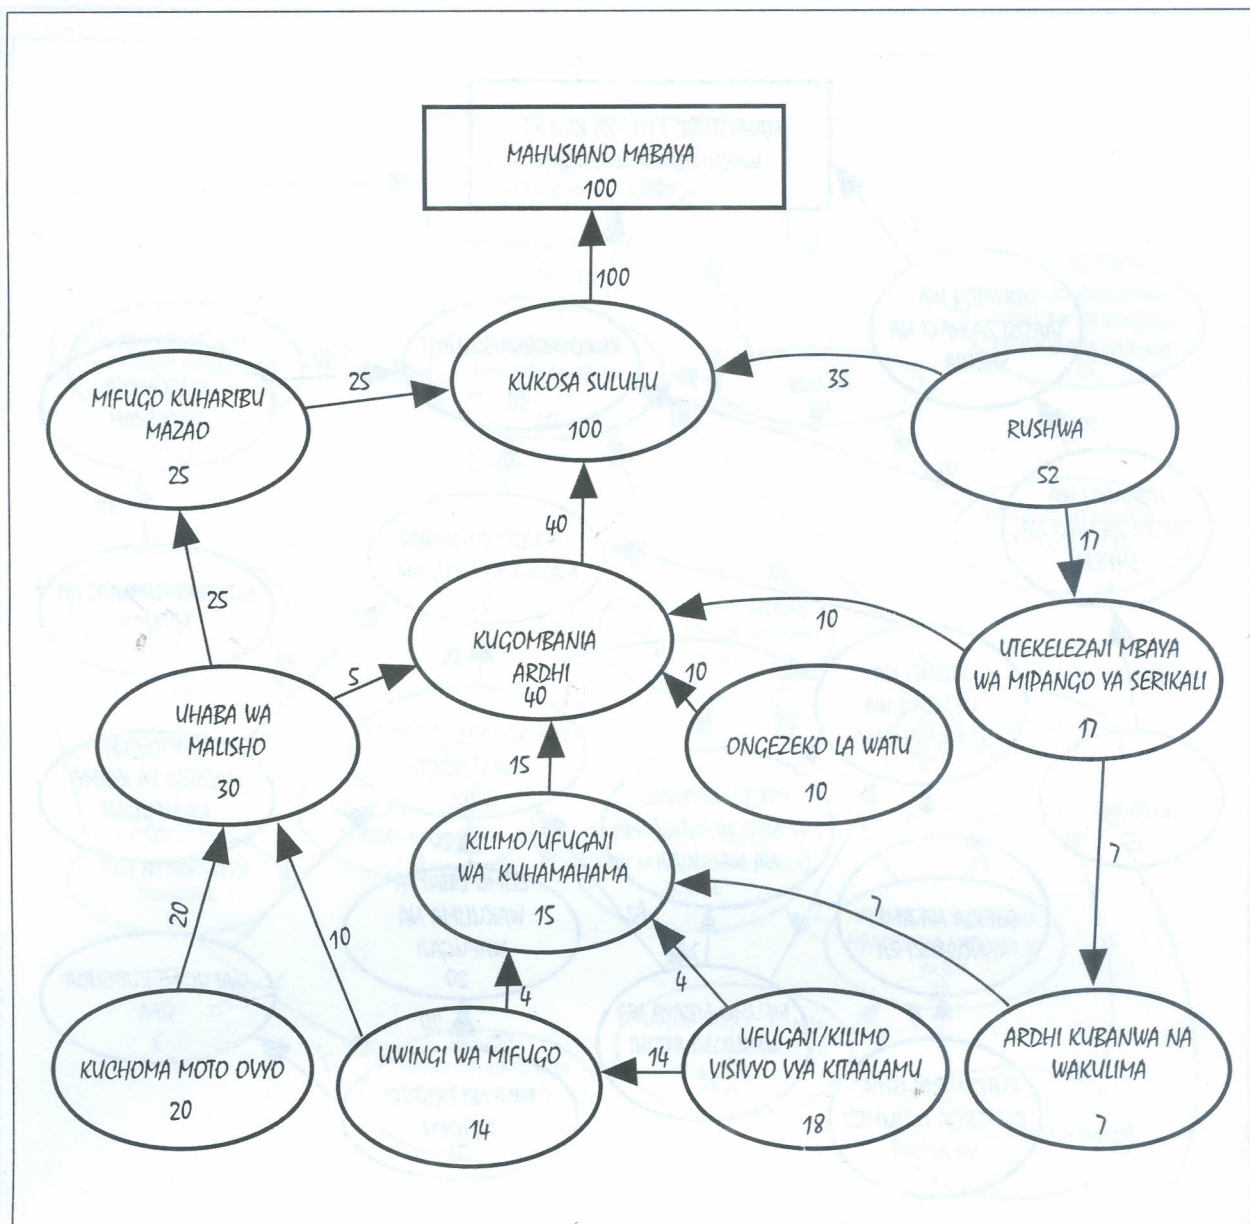 MAHUSIANO MABAYA
100
100
KUKOSA SULUHU
100
25
35
MIFUGO KUHARIBU
MAZAO
25
RUSHWA
52
40
17
25
KUGOMBANIA
ARDHI
40
5
10
10
UTEKELEZAJI MBAYA
WA MIPANGO YA SERIKALI
17
UHABA WA
MALISHO
30
ONGEZEKO LA WATU
10
15
KILIMO/UFUGAJI
WA KUHAMAHAMA
15
7
7
20
10
4
4
KUCHOMA MOTO OVYO
20
UWINGI WA MIFUGO
14
14
UFUGAJI/KILIMO
VISIVYO VYA KITAALAMU
18
ARDHI KUBANWA NA
WAKULIMA
7